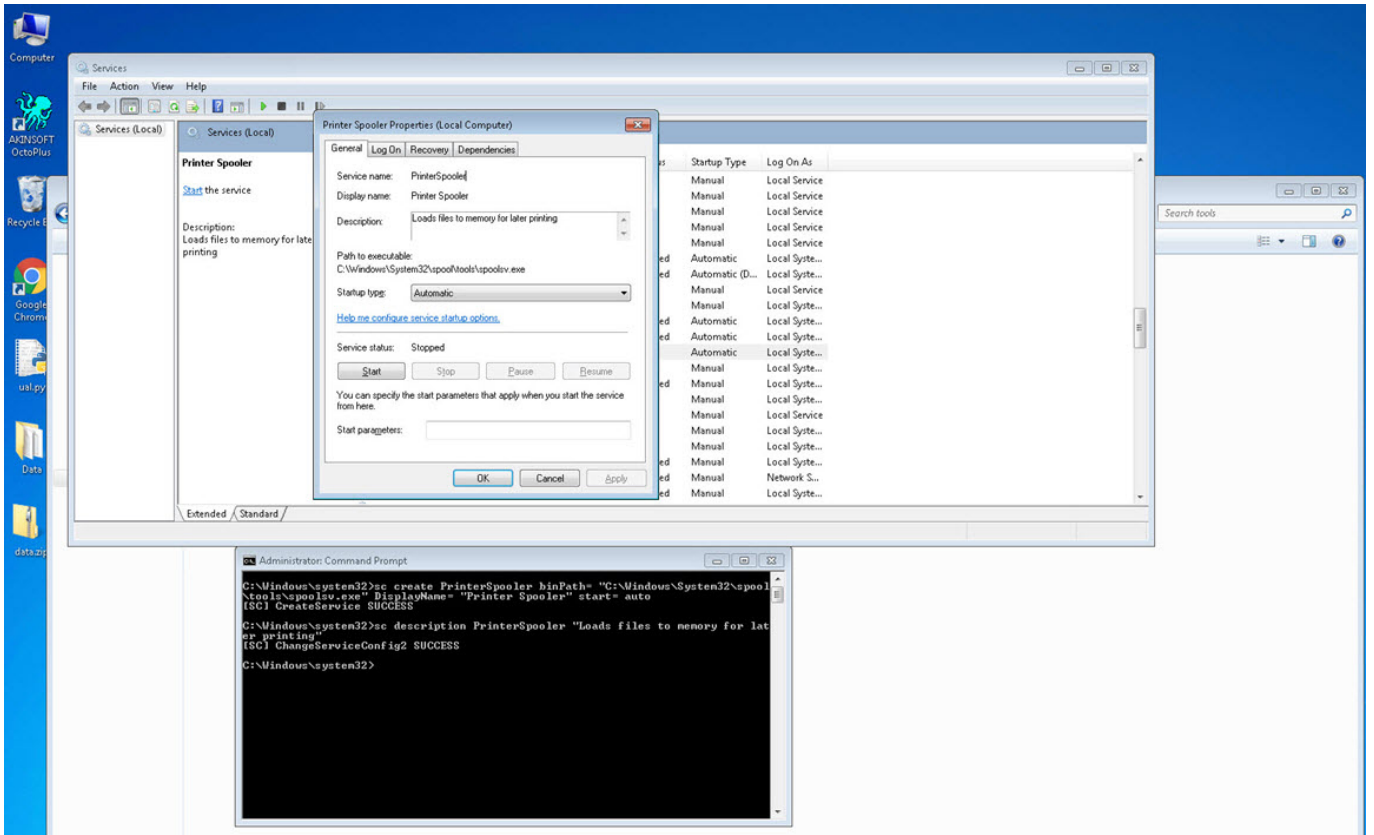 Computer
AKINSOFT
OctoPlus
Google
ual.py
Data
data.zip
Services
File Action View Help
Services (Local)
Services (Local)
Printer Spooler
Start the service
Description:
Loads files to memory for late
printing
Printer Spooler Properties (Local Computer)
General Log On Recovery Dependencies
Service name: PrinterSpooler
Display name: Printer Spooler
Description: Loads files to memory for later printing
Path to executable:
C:\Windows\System32\spool\tools\spoolsv.exe
Startup type: Automatic
Help me configure service startup options.
Service status: Stopped
Start Stop Pause Resume
You can specify the start parameters that apply when you start the service
from here.
Start parameters:
OK Cancel Apply
Startup Type Log On As
Manual Local Service
Manual Local Service
Manual Local Service
Manual Local Service
Manual Local Service
ed Automatic Local Syste...
ed Automatic (D... Local Syste...
Manual Local Service
Manual Local Syste...
ed Automatic Local Syste...
ed Automatic Local Syste...
Automatic Local Syste...
Manual Local Syste...
ed Manual Local Syste...
Manual Local Syste...
Manual Local Service
Manual Local Syste...
Manual Local Syste...
ed Manual Local Syste...
ed Manual Network S...
ed Manual Local Syste...
Extended Standard
Search tools
Administrator: Command Prompt
C:\Windows\system32>sc create PrinterSpooler binPath= "C:\Windows\System32\spool
\tools\spoolsv.exe" DisplayName= "Printer Spooler" start= auto
[SC] CreateService SUCCESS
C:\Windows\system32>sc description PrinterSpooler "Loads files to memory for lat
er printing"
[SC] ChangeServiceConfig2 SUCCESS
C:\Windows\system32>